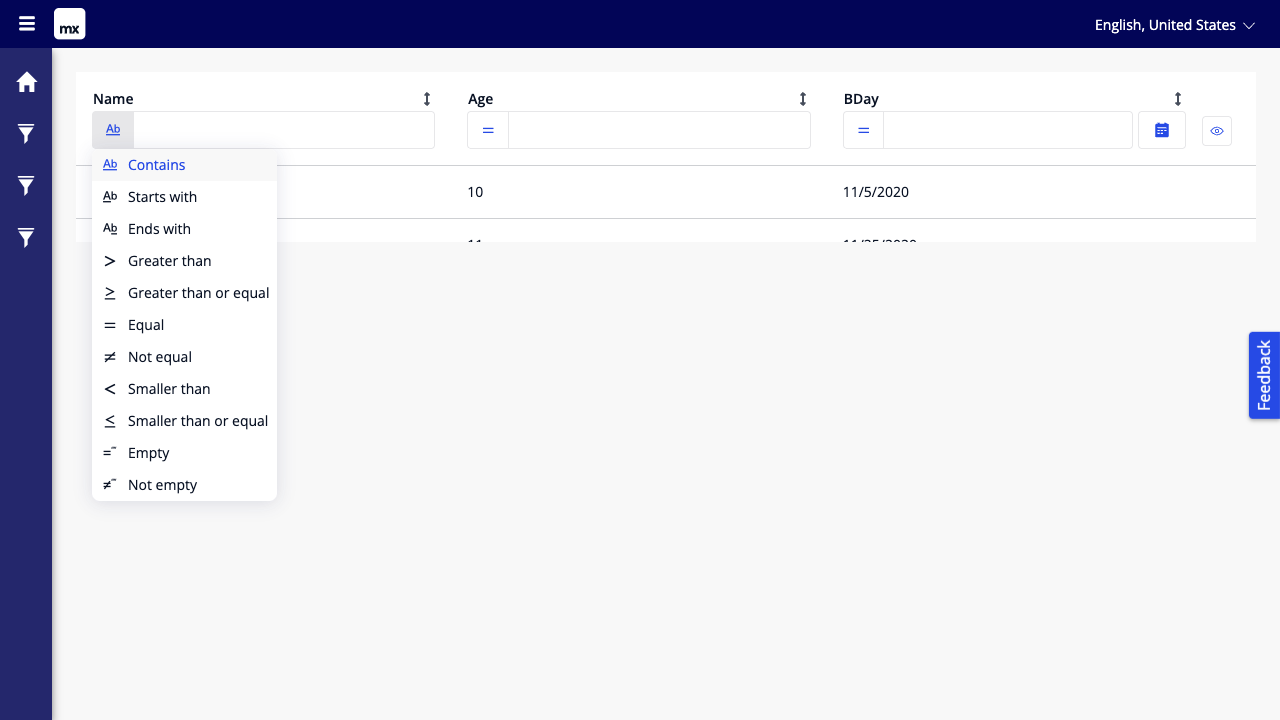 mx
English, United States
Name
Age
BDay
Ab
=
=
Ab Contains
10
11/5/2020
Ab Starts with
Ab Ends with
> Greater than
≥ Greater than or equal
= Equal
≠ Not equal
< Smaller than
≤ Smaller than or equal
Empty
Not empty
Feedback